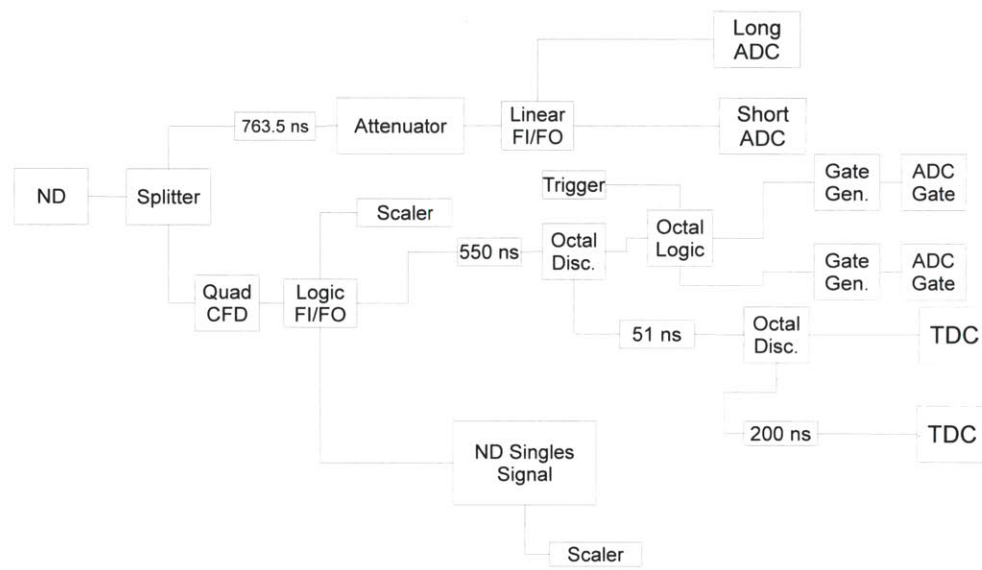 Long
ADC
763.5 ns
Attenuator
Linear
FI/FO
Short
ADC
ND
Splitter
Trigger
Gate
Gen.
ADC
Gate
Scaler
550 ns
Octal
Disc.
Octal
Logic
Quad
CFD
Logic
FI/FO
Gate
Gen.
ADC
Gate
51 ns
Octal
Disc.
TDC
200 ns
TDC
ND Singles
Signal
Scaler